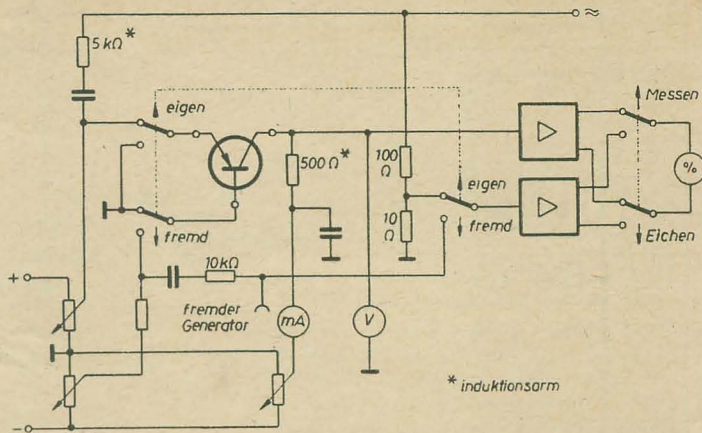 ≈
5 kΩ*
eigen
500 Ω*
100
Ω
10
Ω
eigen
fremd
fremd
Messen
%
Eichen
10 kΩ
fremder
Generator
mA
V
+
−
* induktionsarm